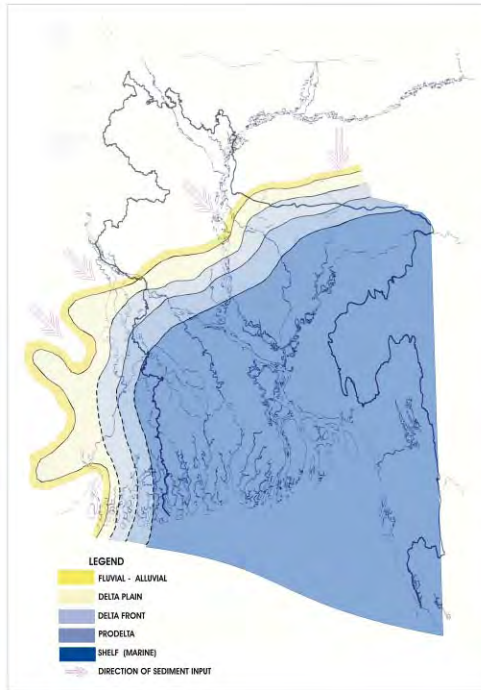 LEGEND
FLUVIAL - ALLUVIAL
DELTA PLAIN
DELTA FRONT
PRODELTA
SHELF (MARINE)
DIRECTION OF SEDIMENT INPUT